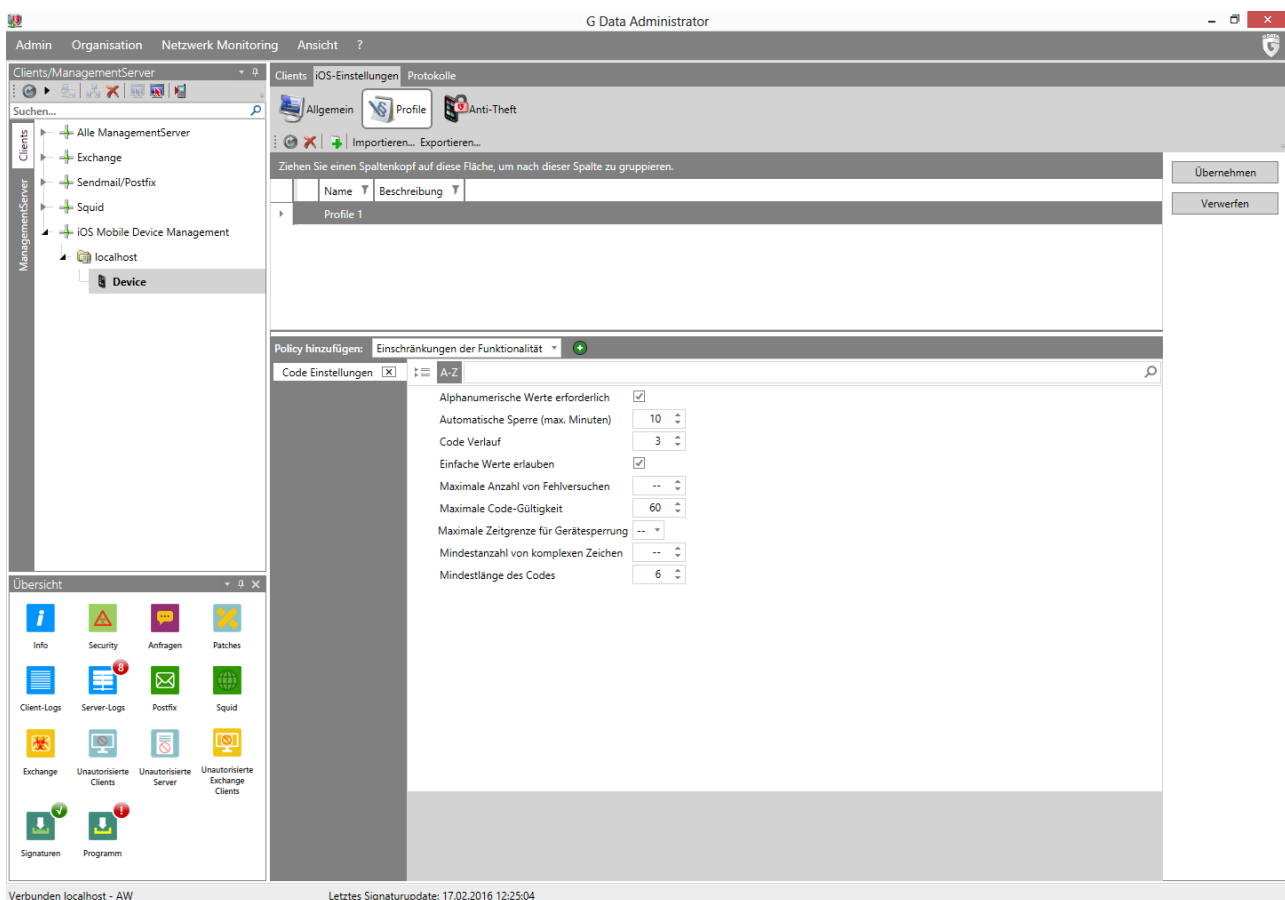 G Data Administrator
Admin Organisation Netzwerk Monitoring Ansicht ?
Clients/ManagementServer
Suchen...
Clients
ManagementServer
Alle ManagementServer
Exchange
Sendmail/Postfix
Squid
iOS Mobile Device Management
localhost
Device
Clients iOS-Einstellungen Protokolle
Allgemein Profile Anti-Theft
Importieren... Exportieren...
Ziehen Sie einen Spaltenkopf auf diese Fläche, um nach dieser Spalte zu gruppieren.
Name Beschreibung
Profile 1
Übernehmen
Verwerfen
Policy hinzufügen: Einschränkungen der Funktionalität
Code Einstellungen
A-Z
Alphanumerische Werte erforderlich
Automatische Sperre (max. Minuten) 10
Code Verlauf 3
Einfache Werte erlauben
Maximale Anzahl von Fehlversuchen --
Maximale Code-Gültigkeit 60
Maximale Zeitgrenze für Gerätesperrung --
Mindestanzahl von komplexen Zeichen --
Mindestlänge des Codes 6
Übersicht
Info Security Anfragen Patches
8
Client-Logs Server-Logs Postfix Squid
Exchange Unautorisierte Clients Unautorisierte Server Unautorisierte Exchange Clients
Signaturen Programm
Verbunden localhost - AW Letztes Signaturupdate: 17.02.2016 12:25:04